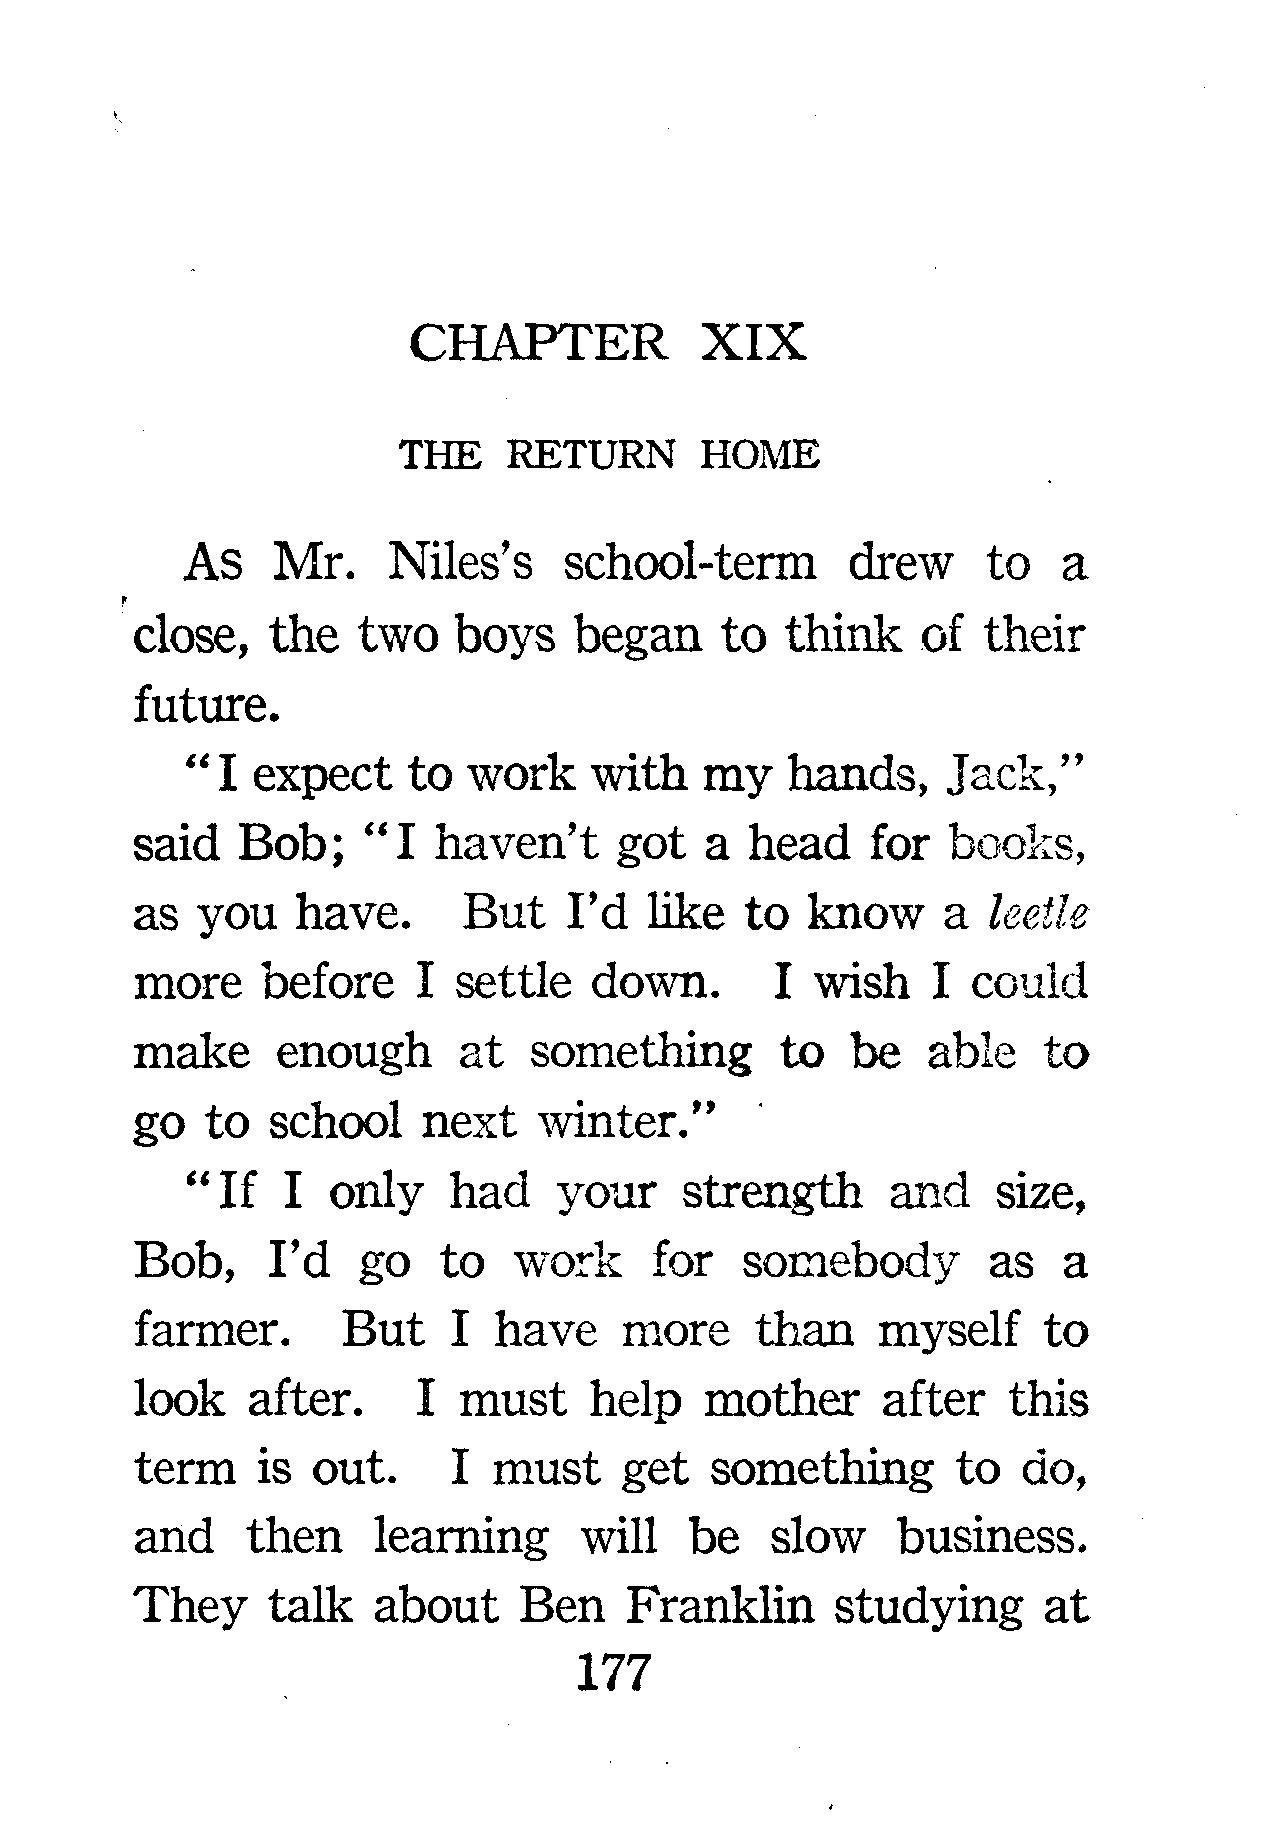 CHAPTER XIX
THE RETURN HOME
As Mr. Niles's school-term drew to a
close, the two boys began to think of their
future.
"I expect to work with my hands, Jack,"
said Bob; "I haven't got a head for books,
as you have. But I'd like to know a leetle
more before I settle down. I wish I could
make enough at something to be able to
go to school next winter."
"If I only had your strength and size,
Bob, I'd go to work for somebody as a
farmer. But I have more than myself to
look after. I must help mother after this
term is out. I must get something to do,
and then learning will be slow business.
They talk about Ben Franklin studying at
177